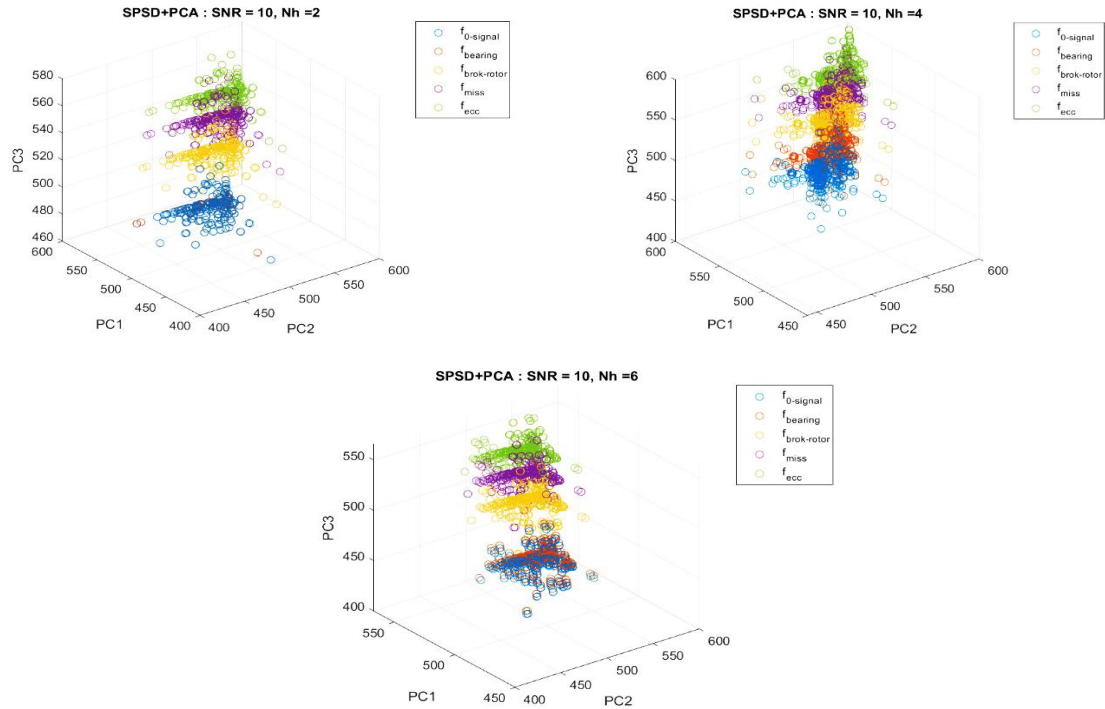 SPSD+PCA : SNR = 10, Nh =2
f0-signal
fbearing
fbrok-rotor
fmiss
fecc
580
560
540
520
500
480
460
PC3
600
550
500
450
400
PC1
400
450
500
550
600
PC2
SPSD+PCA : SNR = 10, Nh =4
f0-signal
fbearing
fbrok-rotor
fmiss
fecc
600
550
500
450
400
PC3
600
550
500
450
PC1
450
500
550
600
PC2
SPSD+PCA : SNR = 10, Nh =6
f0-signal
fbearing
fbrok-rotor
fmiss
fecc
550
500
450
400
PC3
550
500
450
PC1
400
450
500
550
600
PC2